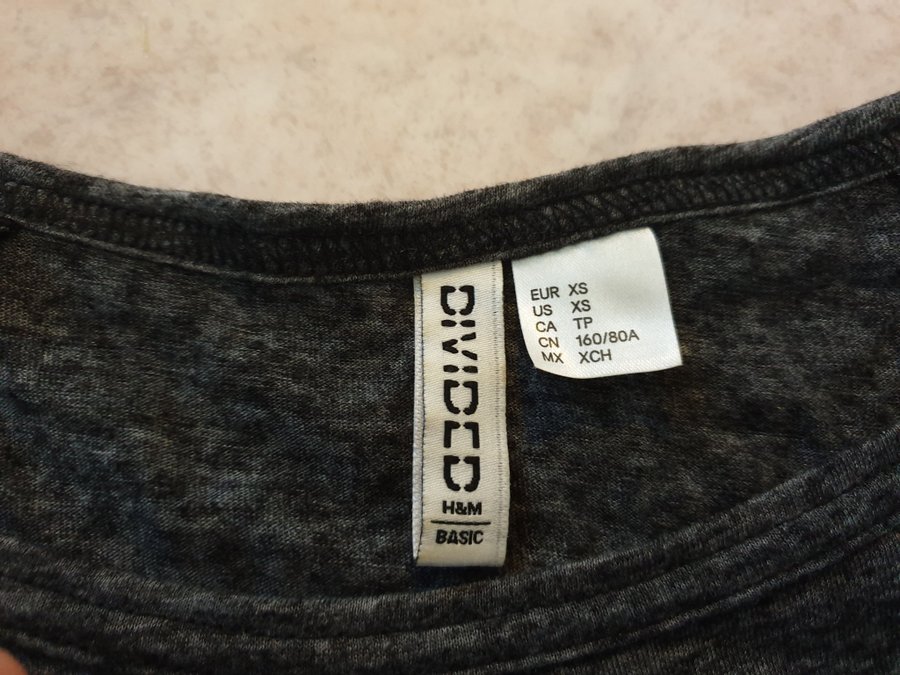 DIVIDED
H&M
BASIC
EUR XS
US XS
CA TP
CN 160/80A
MX XCH